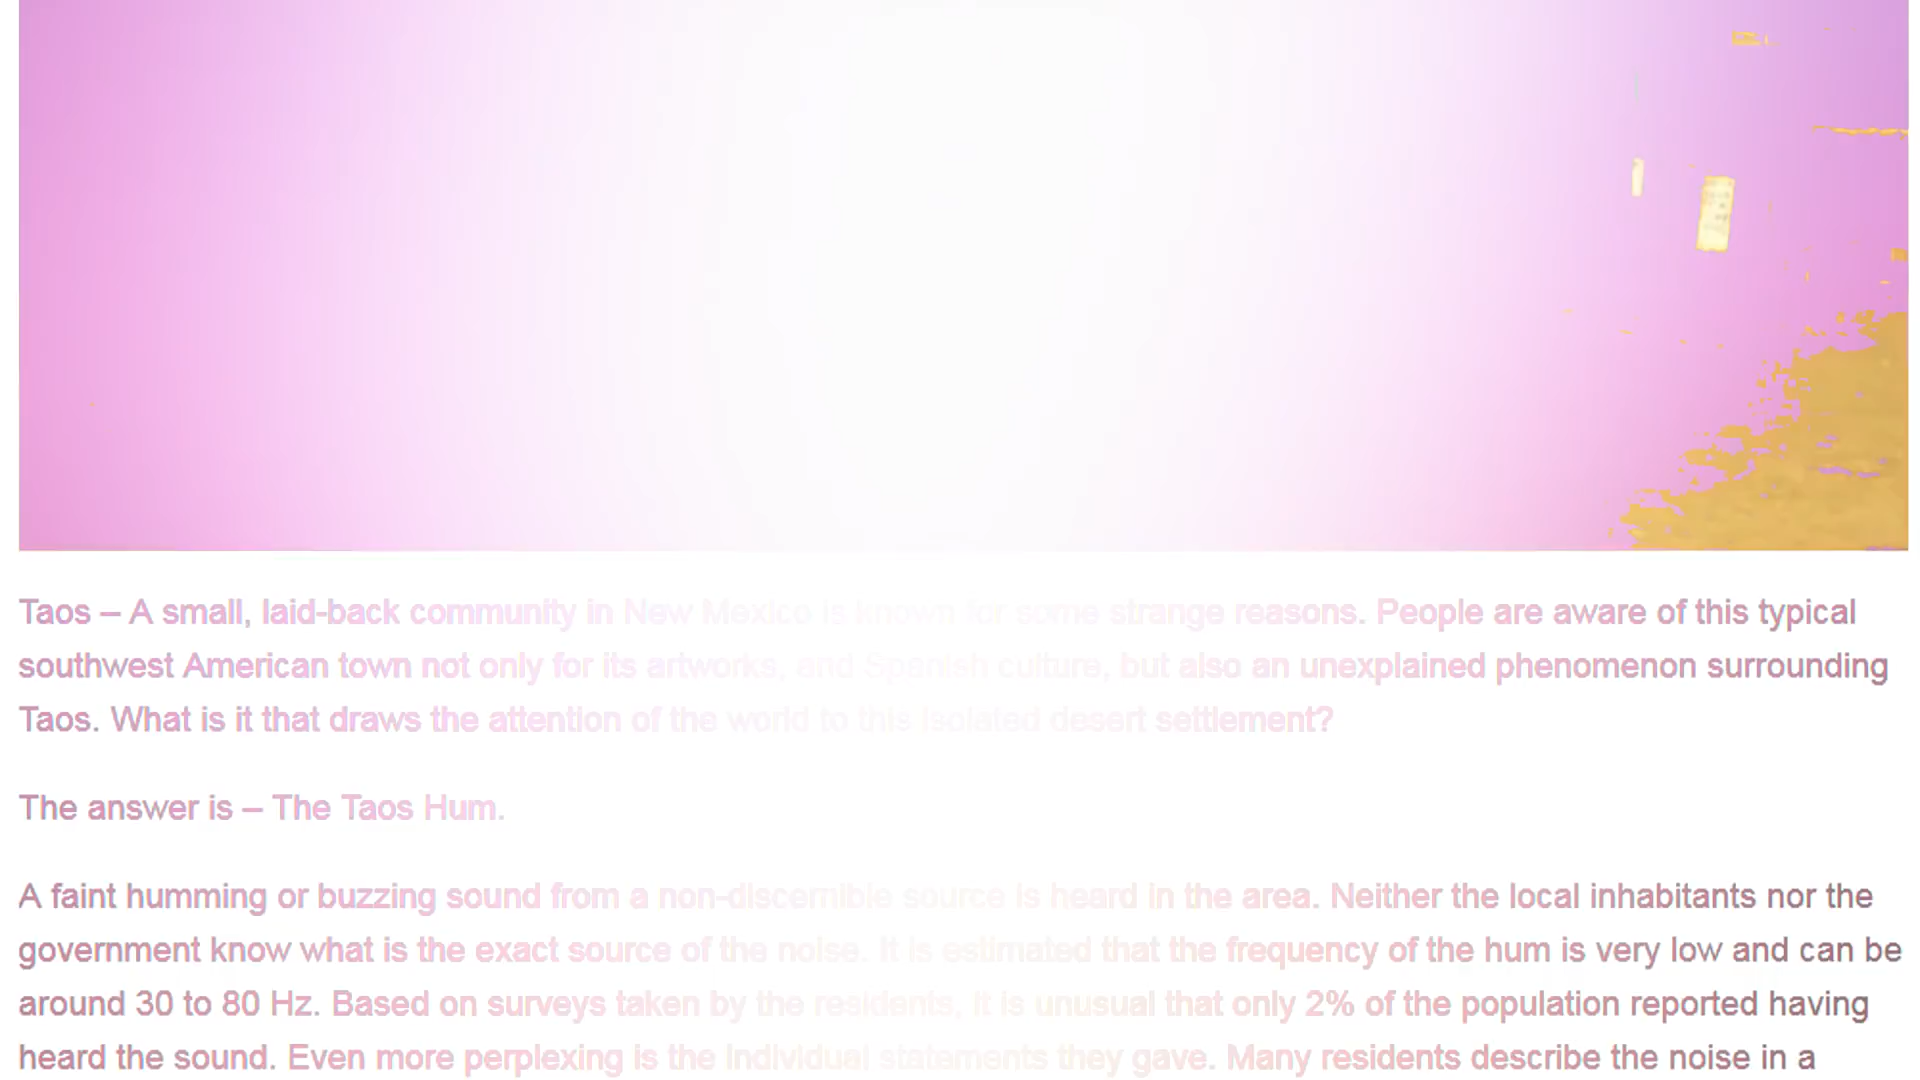 Taos – A small, laid-back community in New Mexico is known for some strange reasons. People are aware of this typical
southwest American town not only for its artworks, and Spanish culture, but also an unexplained phenomenon surrounding
Taos. What is it that draws the attention of the world to this isolated desert settlement?
The answer is – The Taos Hum.
A faint humming or buzzing sound from a non-discernible source is heard in the area. Neither the local inhabitants nor the
government know what is the exact source of the noise. It is estimated that the frequency of the hum is very low and can be
around 30 to 80 Hz. Based on surveys taken by the residents, it is unusual that only 2% of the population reported having
heard the sound. Even more perplexing is the individual statements they gave. Many residents describe the noise in a